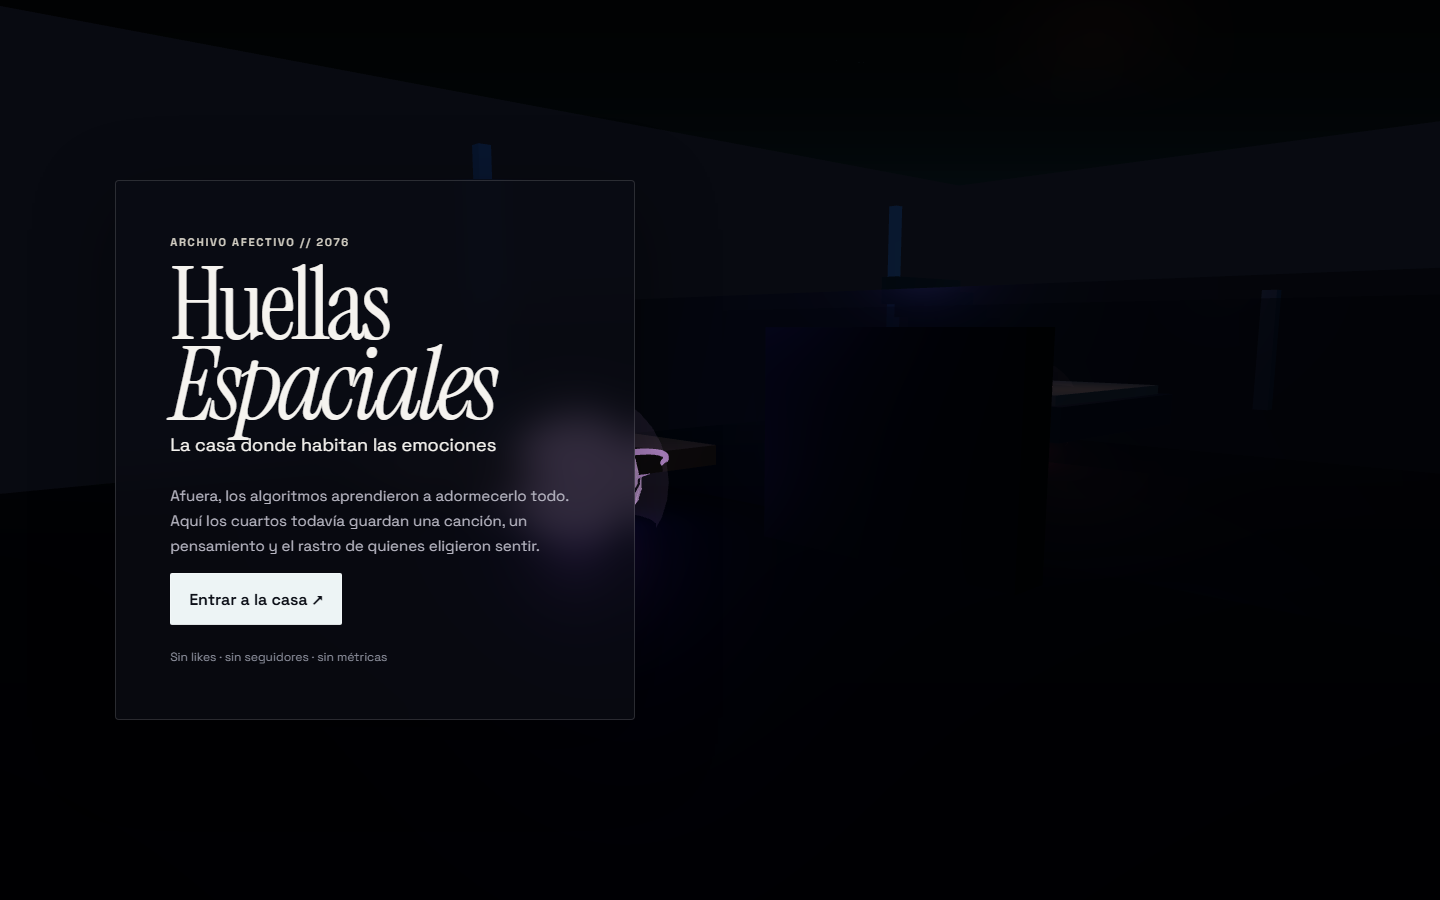 ARCHIVO AFECTIVO // 2076
Huellas
Espaciales
La casa donde habitan las emociones
Afuera, los algoritmos aprendieron a adormecerlo todo.
Aquí los cuartos todavía guardan una canción, un
pensamiento y el rastro de quienes eligieron sentir.
Entrar a la casa ↗
Sin likes · sin seguidores · sin métricas